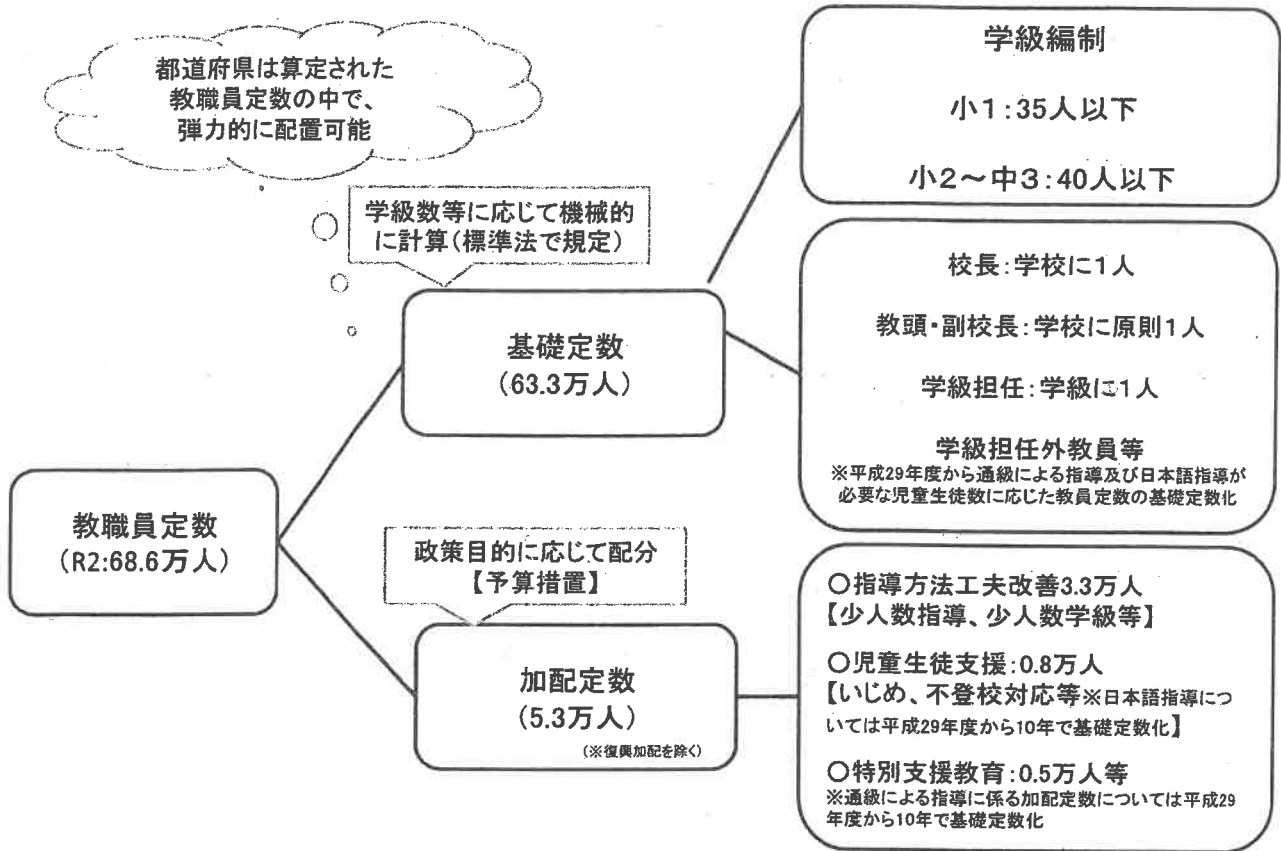 都道府県は算定された
教職員定数の中で、
弾力的に配置可能
学級数等に応じて機械的
に計算(標準法で規定)
基礎定数
(63.3万人)
教職員定数
(R2:68.6万人)
政策目的に応じて配分
【予算措置】
加配定数
(5.3万人)
(※復興加配を除く)
学級編制
小1:35人以下
小2～中3:40人以下
校長:学校に1人
教頭・副校長:学校に原則1人
学級担任:学級に1人
学級担任外教員等
※平成29年度から通級による指導及び日本語指導が
必要な児童生徒数に応じた教員定数の基礎定数化
○指導方法工夫改善3.3万人
【少人数指導、少人数学級等】
○児童生徒支援:0.8万人
【いじめ、不登校対応等※日本語指導につ
いては平成29年度から10年で基礎定数化】
○特別支援教育:0.5万人等
※通級による指導に係る加配定数については平成29
年度から10年で基礎定数化